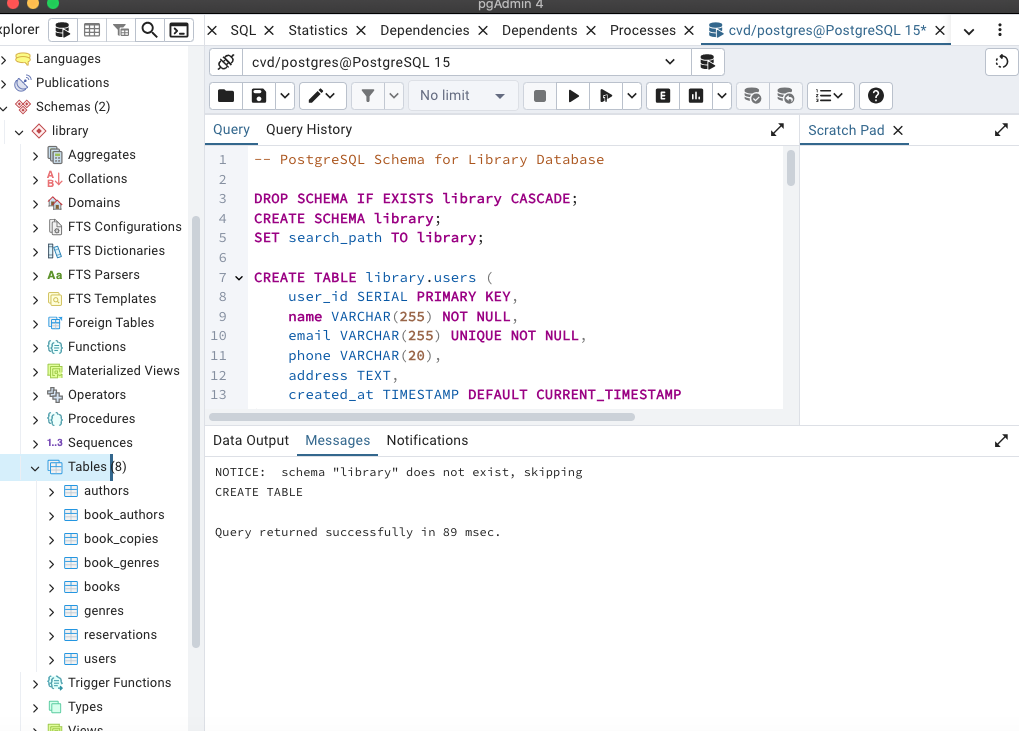 pgAdmin 4
xplorer
SQL
Statistics
Dependencies
Dependents
Processes
cvd/postgres@PostgreSQL 15*
cvd/postgres@PostgreSQL 15
No limit
E
Languages
Publications
Schemas (2)
library
Aggregates
Collations
Domains
FTS Configurations
FTS Dictionaries
Aa FTS Parsers
FTS Templates
Foreign Tables
Functions
Materialized Views
Operators
Procedures
1..3 Sequences
Tables (8)
authors
book_authors
book_copies
book_genres
books
genres
reservations
users
Trigger Functions
Types
Views
Query
Query History
Scratch Pad
1 -- PostgreSQL Schema for Library Database
2
3 DROP SCHEMA IF EXISTS library CASCADE;
4 CREATE SCHEMA library;
5 SET search_path TO library;
6
7 CREATE TABLE library.users (
8 user_id SERIAL PRIMARY KEY,
9 name VARCHAR(255) NOT NULL,
10 email VARCHAR(255) UNIQUE NOT NULL,
11 phone VARCHAR(20),
12 address TEXT,
13 created_at TIMESTAMP DEFAULT CURRENT_TIMESTAMP
Data Output
Messages
Notifications
NOTICE:  schema "library" does not exist, skipping
CREATE TABLE
Query returned successfully in 89 msec.